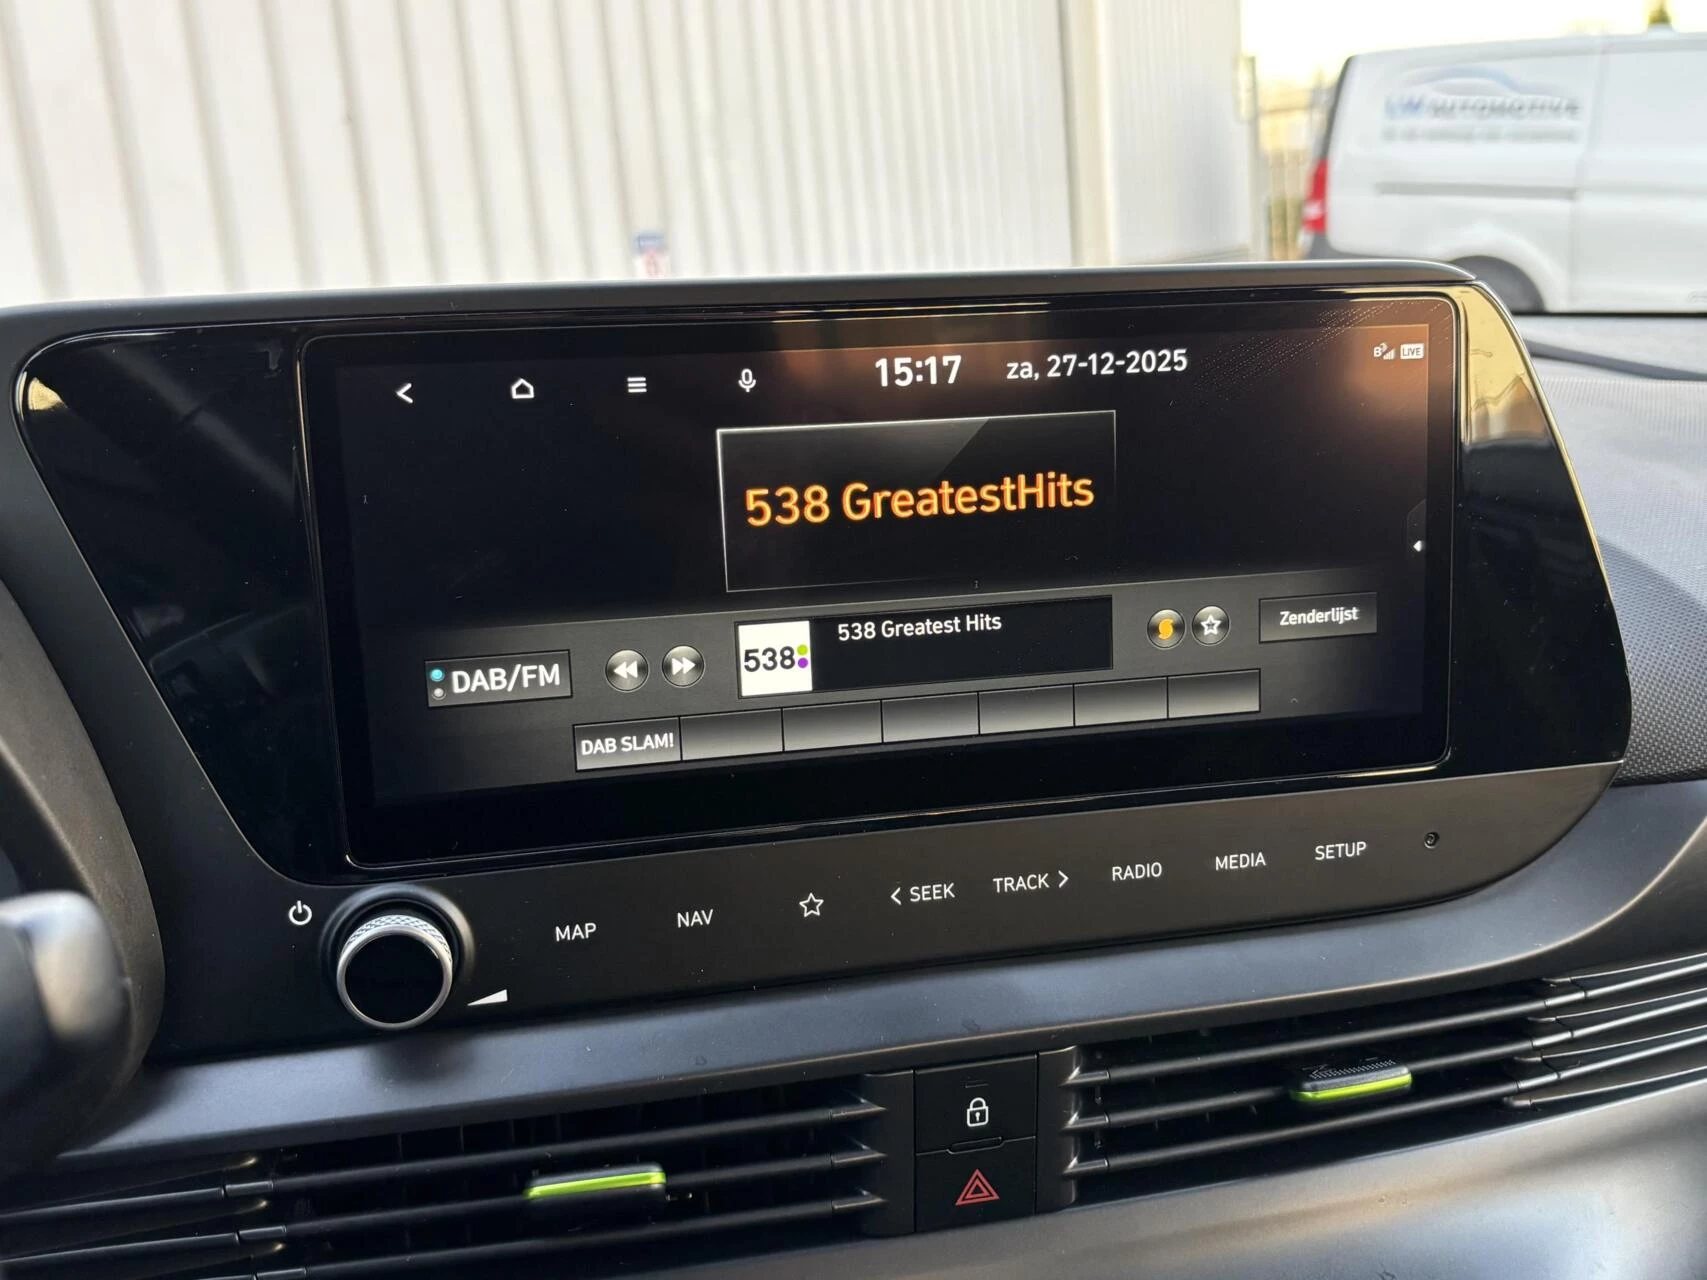 AUTOMOTIVE
15:17 za, 27-12-2025
LIVE
538 GreatestHits
538 Greatest Hits
538
Zenderlijst
DAB/FM
DAB SLAM!
MAP
NAV
SEEK
TRACK
RADIO
MEDIA
SETUP